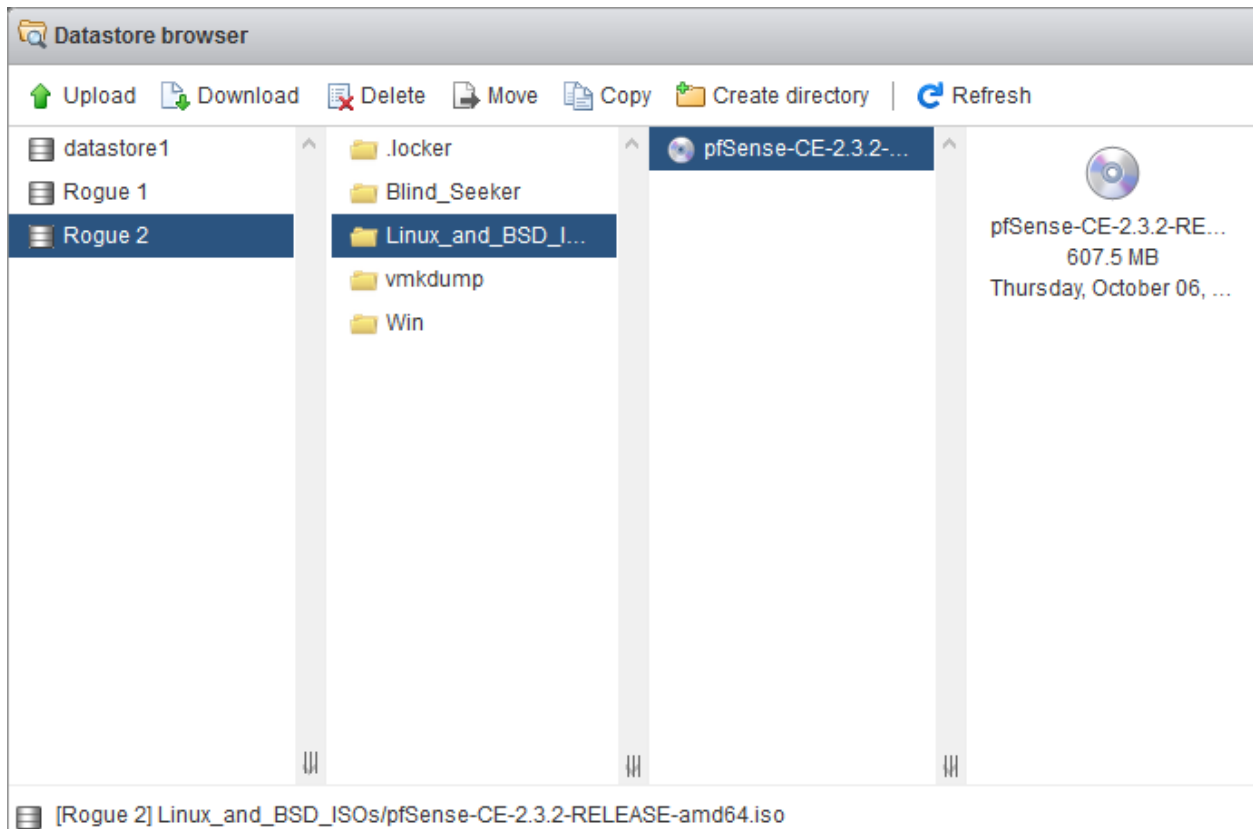 Datastore browser
Upload Download Delete Move Copy Create directory Refresh
datastore1
Rogue 1
Rogue 2
.locker
Blind_Seeker
Linux_and_BSD_I...
vmkdump
Win
pfSense-CE-2.3.2-...
pfSense-CE-2.3.2-RE...
607.5 MB
Thursday, October 06, ...
[Rogue 2] Linux_and_BSD_ISOs/pfSense-CE-2.3.2-RELEASE-amd64.iso